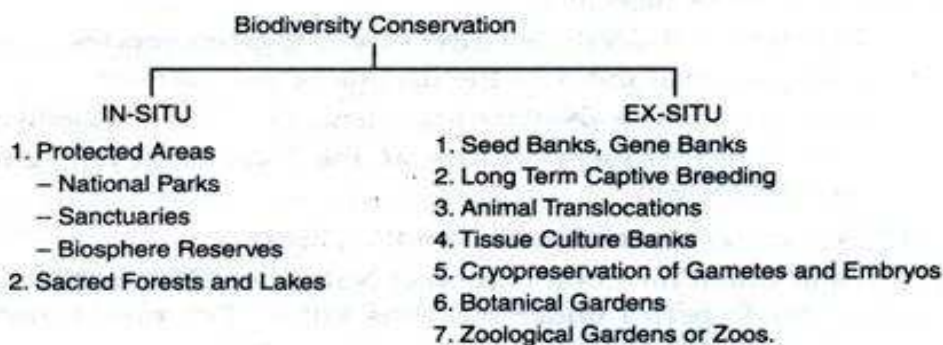 Biodiversity Conservation
IN-SITU
1. Protected Areas
– National Parks
– Sanctuaries
– Biosphere Reserves
2. Sacred Forests and Lakes
EX-SITU
1. Seed Banks, Gene Banks
2. Long Term Captive Breeding
3. Animal Translocations
4. Tissue Culture Banks
5. Cryopreservation of Gametes and Embryos
6. Botanical Gardens
7. Zoological Gardens or Zoos.